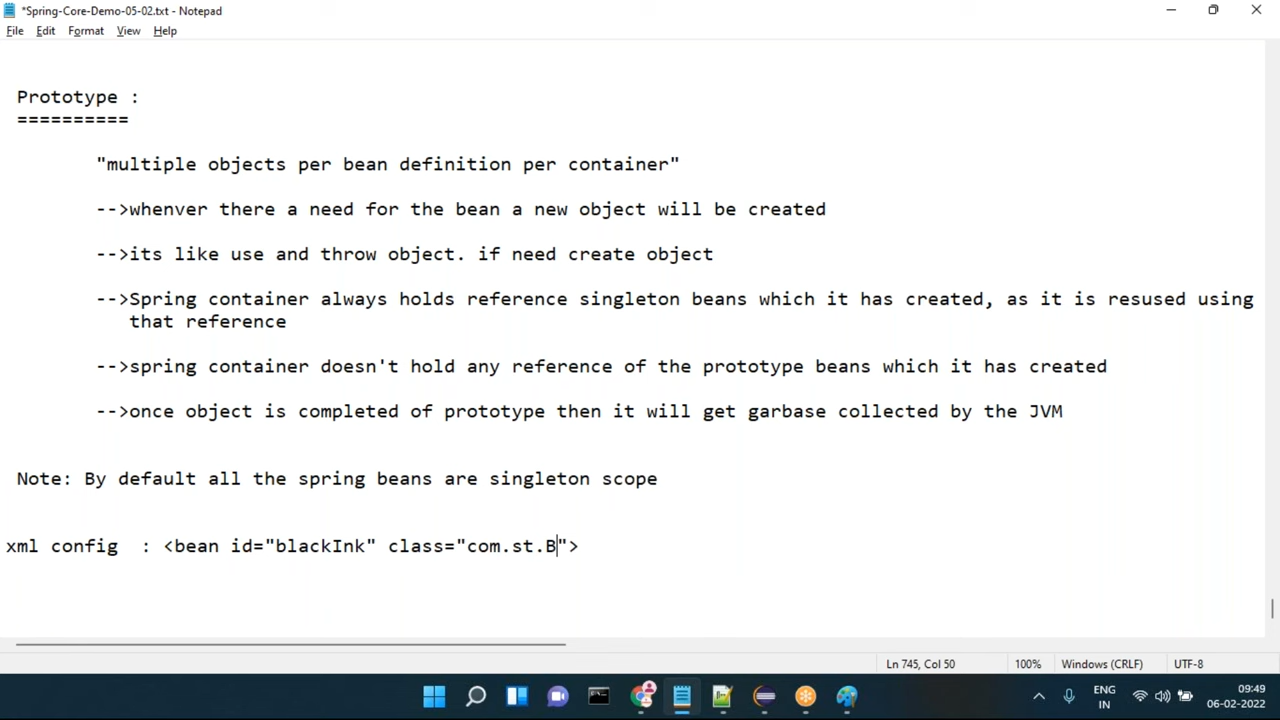 *Spring-Core-Demo-05-02.txt - Notepad
File Edit Format View Help
Prototype :
==========
"multiple objects per bean definition per container"
-->whenver there a need for the bean a new object will be created
-->its like use and throw object. if need create object
-->Spring container always holds reference singleton beans which it has created, as it is resused using
that reference
-->spring container doesn't hold any reference of the prototype beans which it has created
-->once object is completed of prototype then it will get garbase collected by the JVM
Note: By default all the spring beans are singleton scope
xml config  : <bean id="blackInk" class="com.st.B">
Ln 745, Col 50 100% Windows (CRLF) UTF-8
ENG 09:49
IN 06-02-2022